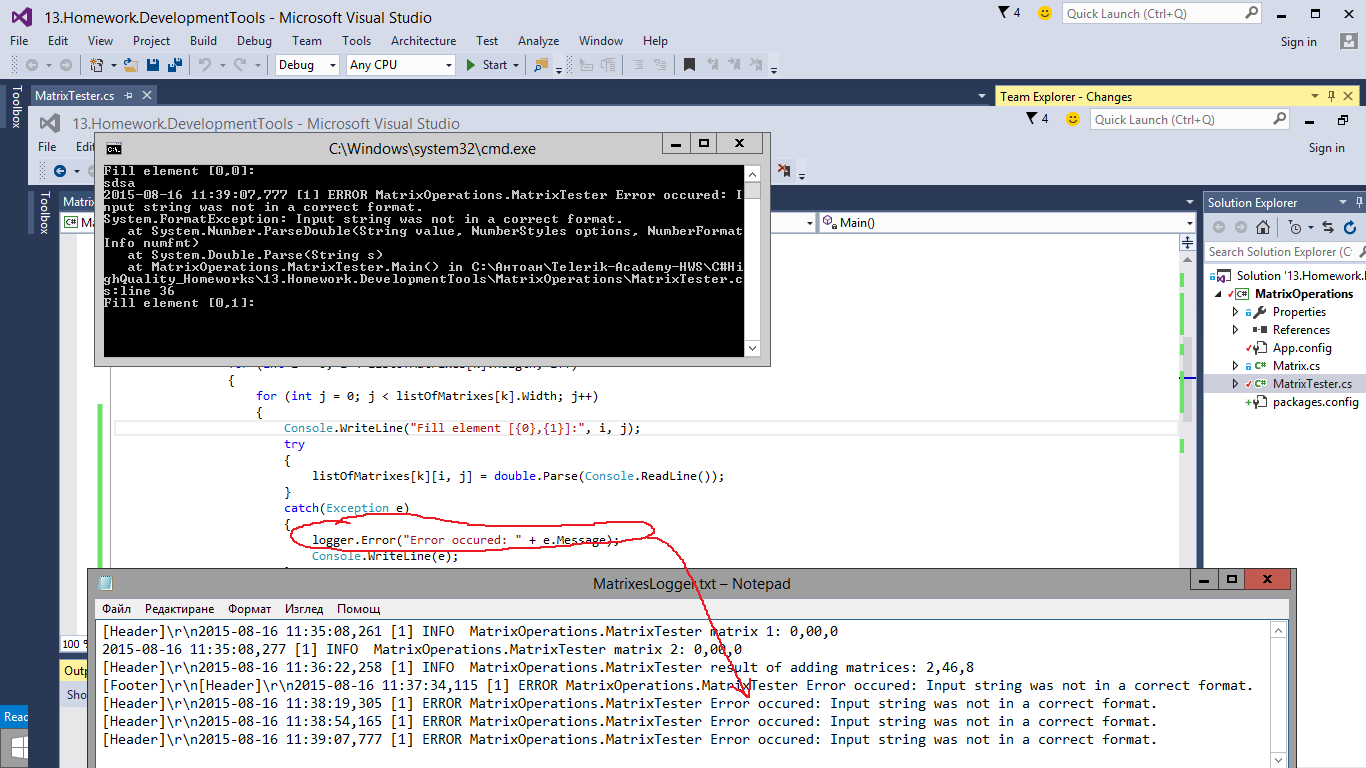 13.Homework.DevelopmentTools - Microsoft Visual Studio
4
Quick Launch (Ctrl+Q)
File Edit View Project Build Debug Team Tools Architecture Test Analyze Window Help
Sign in
Debug Any CPU Start
Toolbox
MatrixTester.cs
Team Explorer - Changes
13.Homework.DevelopmentTools - Microsoft Visual Studio
4
Quick Launch (Ctrl+Q)
File
Sign in
C:\Windows\system32\cmd.exe
Fill element [0,0]:
sdsa
2015-08-16 11:39:07,777 [1] ERROR MatrixOperations.MatrixTester Error occured: I
nput string was not in a correct format.
System.FormatException: Input string was not in a correct format.
at System.Number.ParseDouble(String value, NumberStyles options, NumberFormat
Info numfmt)
at System.Double.Parse(String s)
at MatrixOperations.MatrixTester.Main() in C:\Антоан\Telerik-Academy-HWS\C#Hi
ghQuality_Homeworks\13.Homework.DevelopmentTools\MatrixOperations\MatrixTester.c
s:line 36
Fill element [0,1]:
Toolbox
Main()
Solution Explorer
Search Solution Explorer (C
Solution '13.Homework.
MatrixOperations
Properties
References
App.config
Matrix.cs
MatrixTester.cs
packages.config
{
for (int j = 0; j < listOfMatrixes[k].Width; j++)
{
Console.WriteLine("Fill element [{0},{1}]:", i, j);
try
{
listOfMatrixes[k][i, j] = double.Parse(Console.ReadLine());
}
catch(Exception e)
{
logger.Error("Error occured: " + e.Message);
Console.WriteLine(e);
100 %
Outp
Sho
Read
MatrixesLogger.txt – Notepad
Файл Редактиране Формат Изглед Помощ
[Header]\r\n2015-08-16 11:35:08,261 [1] INFO MatrixOperations.MatrixTester matrix 1: 0,00,0
2015-08-16 11:35:08,277 [1] INFO MatrixOperations.MatrixTester matrix 2: 0,00,0
[Header]\r\n2015-08-16 11:36:22,258 [1] INFO MatrixOperations.MatrixTester result of adding matrices: 2,46,8
[Footer]\r\n[Header]\r\n2015-08-16 11:37:34,115 [1] ERROR MatrixOperations.MatrixTester Error occured: Input string was not in a correct format.
[Header]\r\n2015-08-16 11:38:19,305 [1] ERROR MatrixOperations.MatrixTester Error occured: Input string was not in a correct format.
[Header]\r\n2015-08-16 11:38:54,165 [1] ERROR MatrixOperations.MatrixTester Error occured: Input string was not in a correct format.
[Header]\r\n2015-08-16 11:39:07,777 [1] ERROR MatrixOperations.MatrixTester Error occured: Input string was not in a correct format.